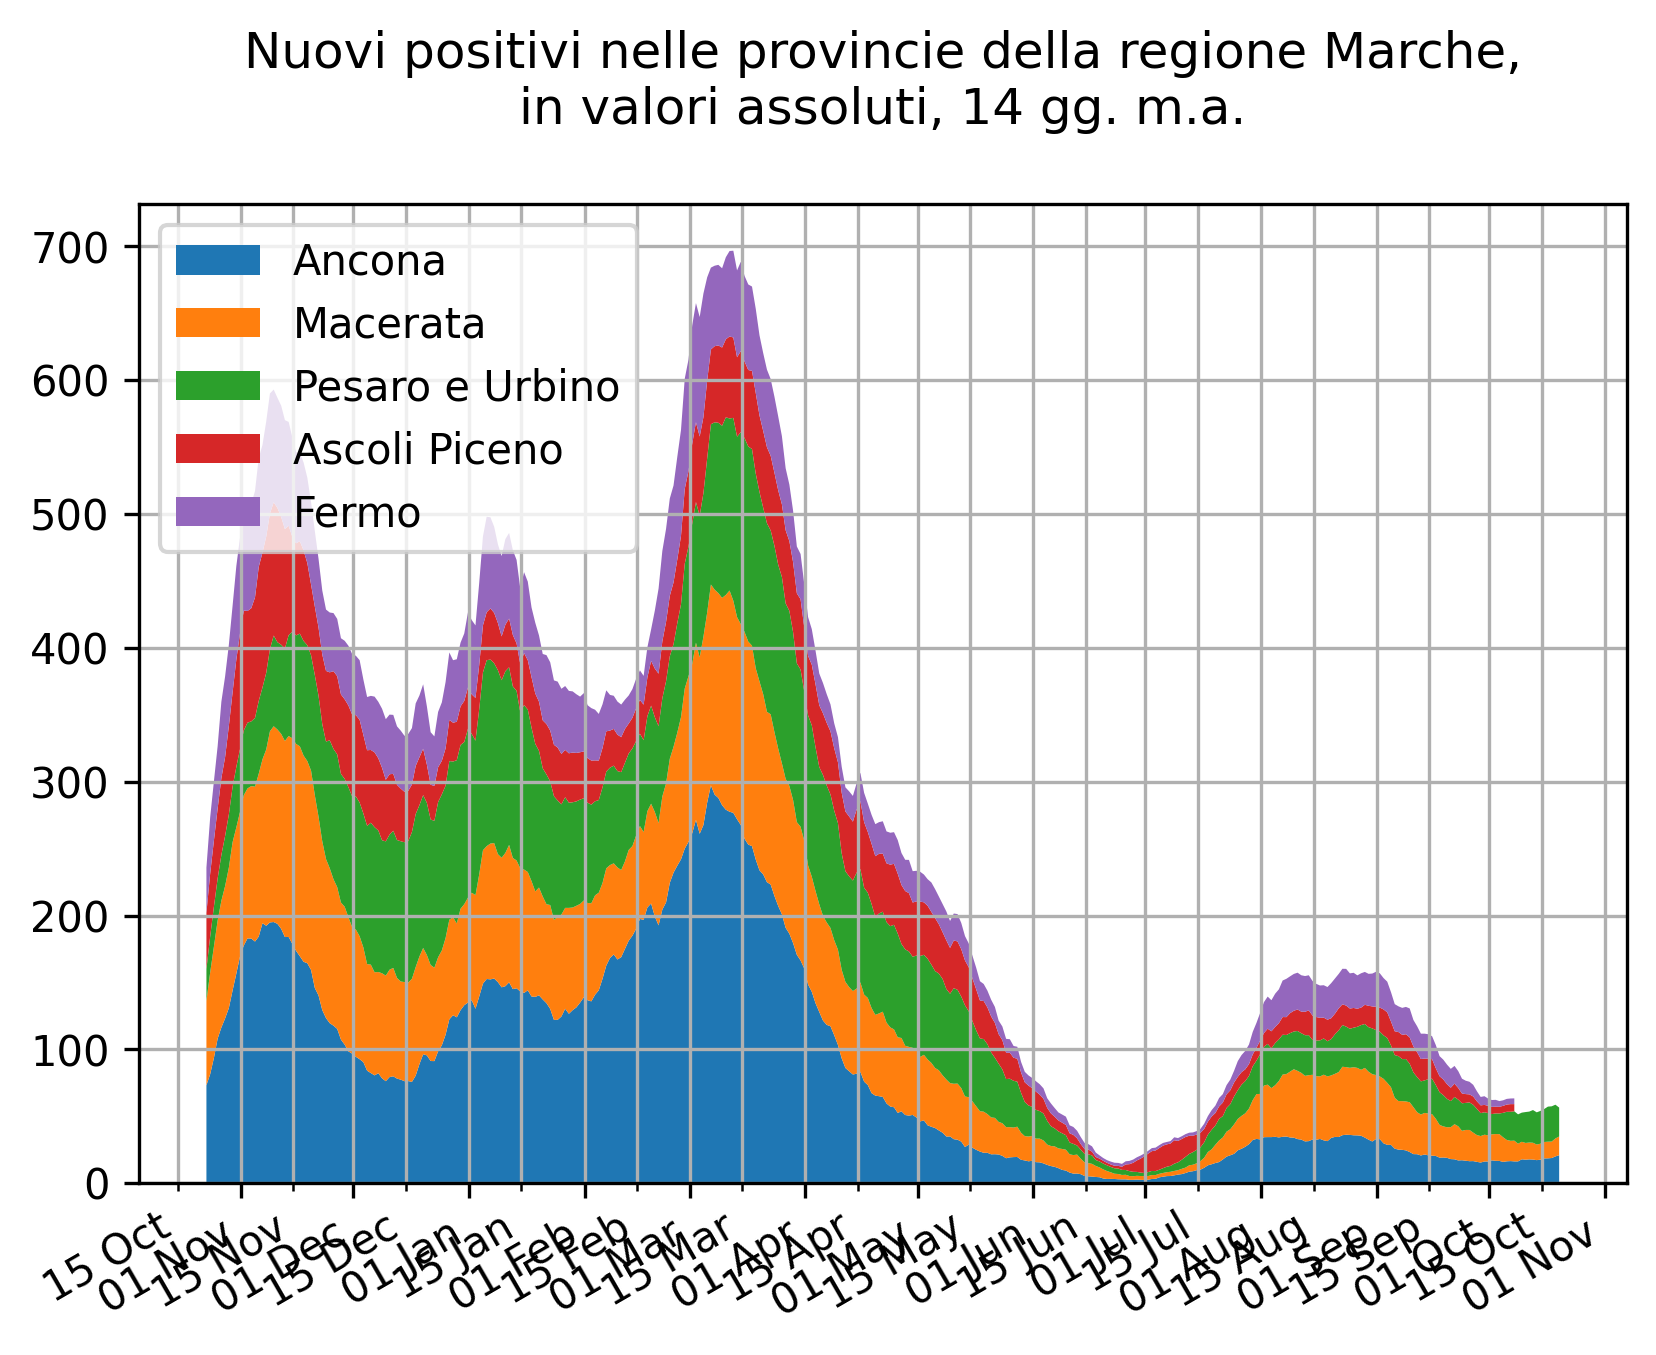 Nuovi positivi nelle provincie della regione Marche,
in valori assoluti, 14 gg. m.a.
700
600
500
400
300
200
100
0
Ancona
Macerata
Pesaro e Urbino
Ascoli Piceno
Fermo
15 Oct
01 Nov
15 Nov
01 Dec
15 Dec
01 Jan
15 Jan
01 Feb
15 Feb
01 Mar
15 Mar
01 Apr
15 Apr
01 May
15 May
01 Jun
15 Jun
01 Jul
15 Jul
01 Aug
15 Aug
01 Sep
15 Sep
01 Oct
15 Oct
01 Nov